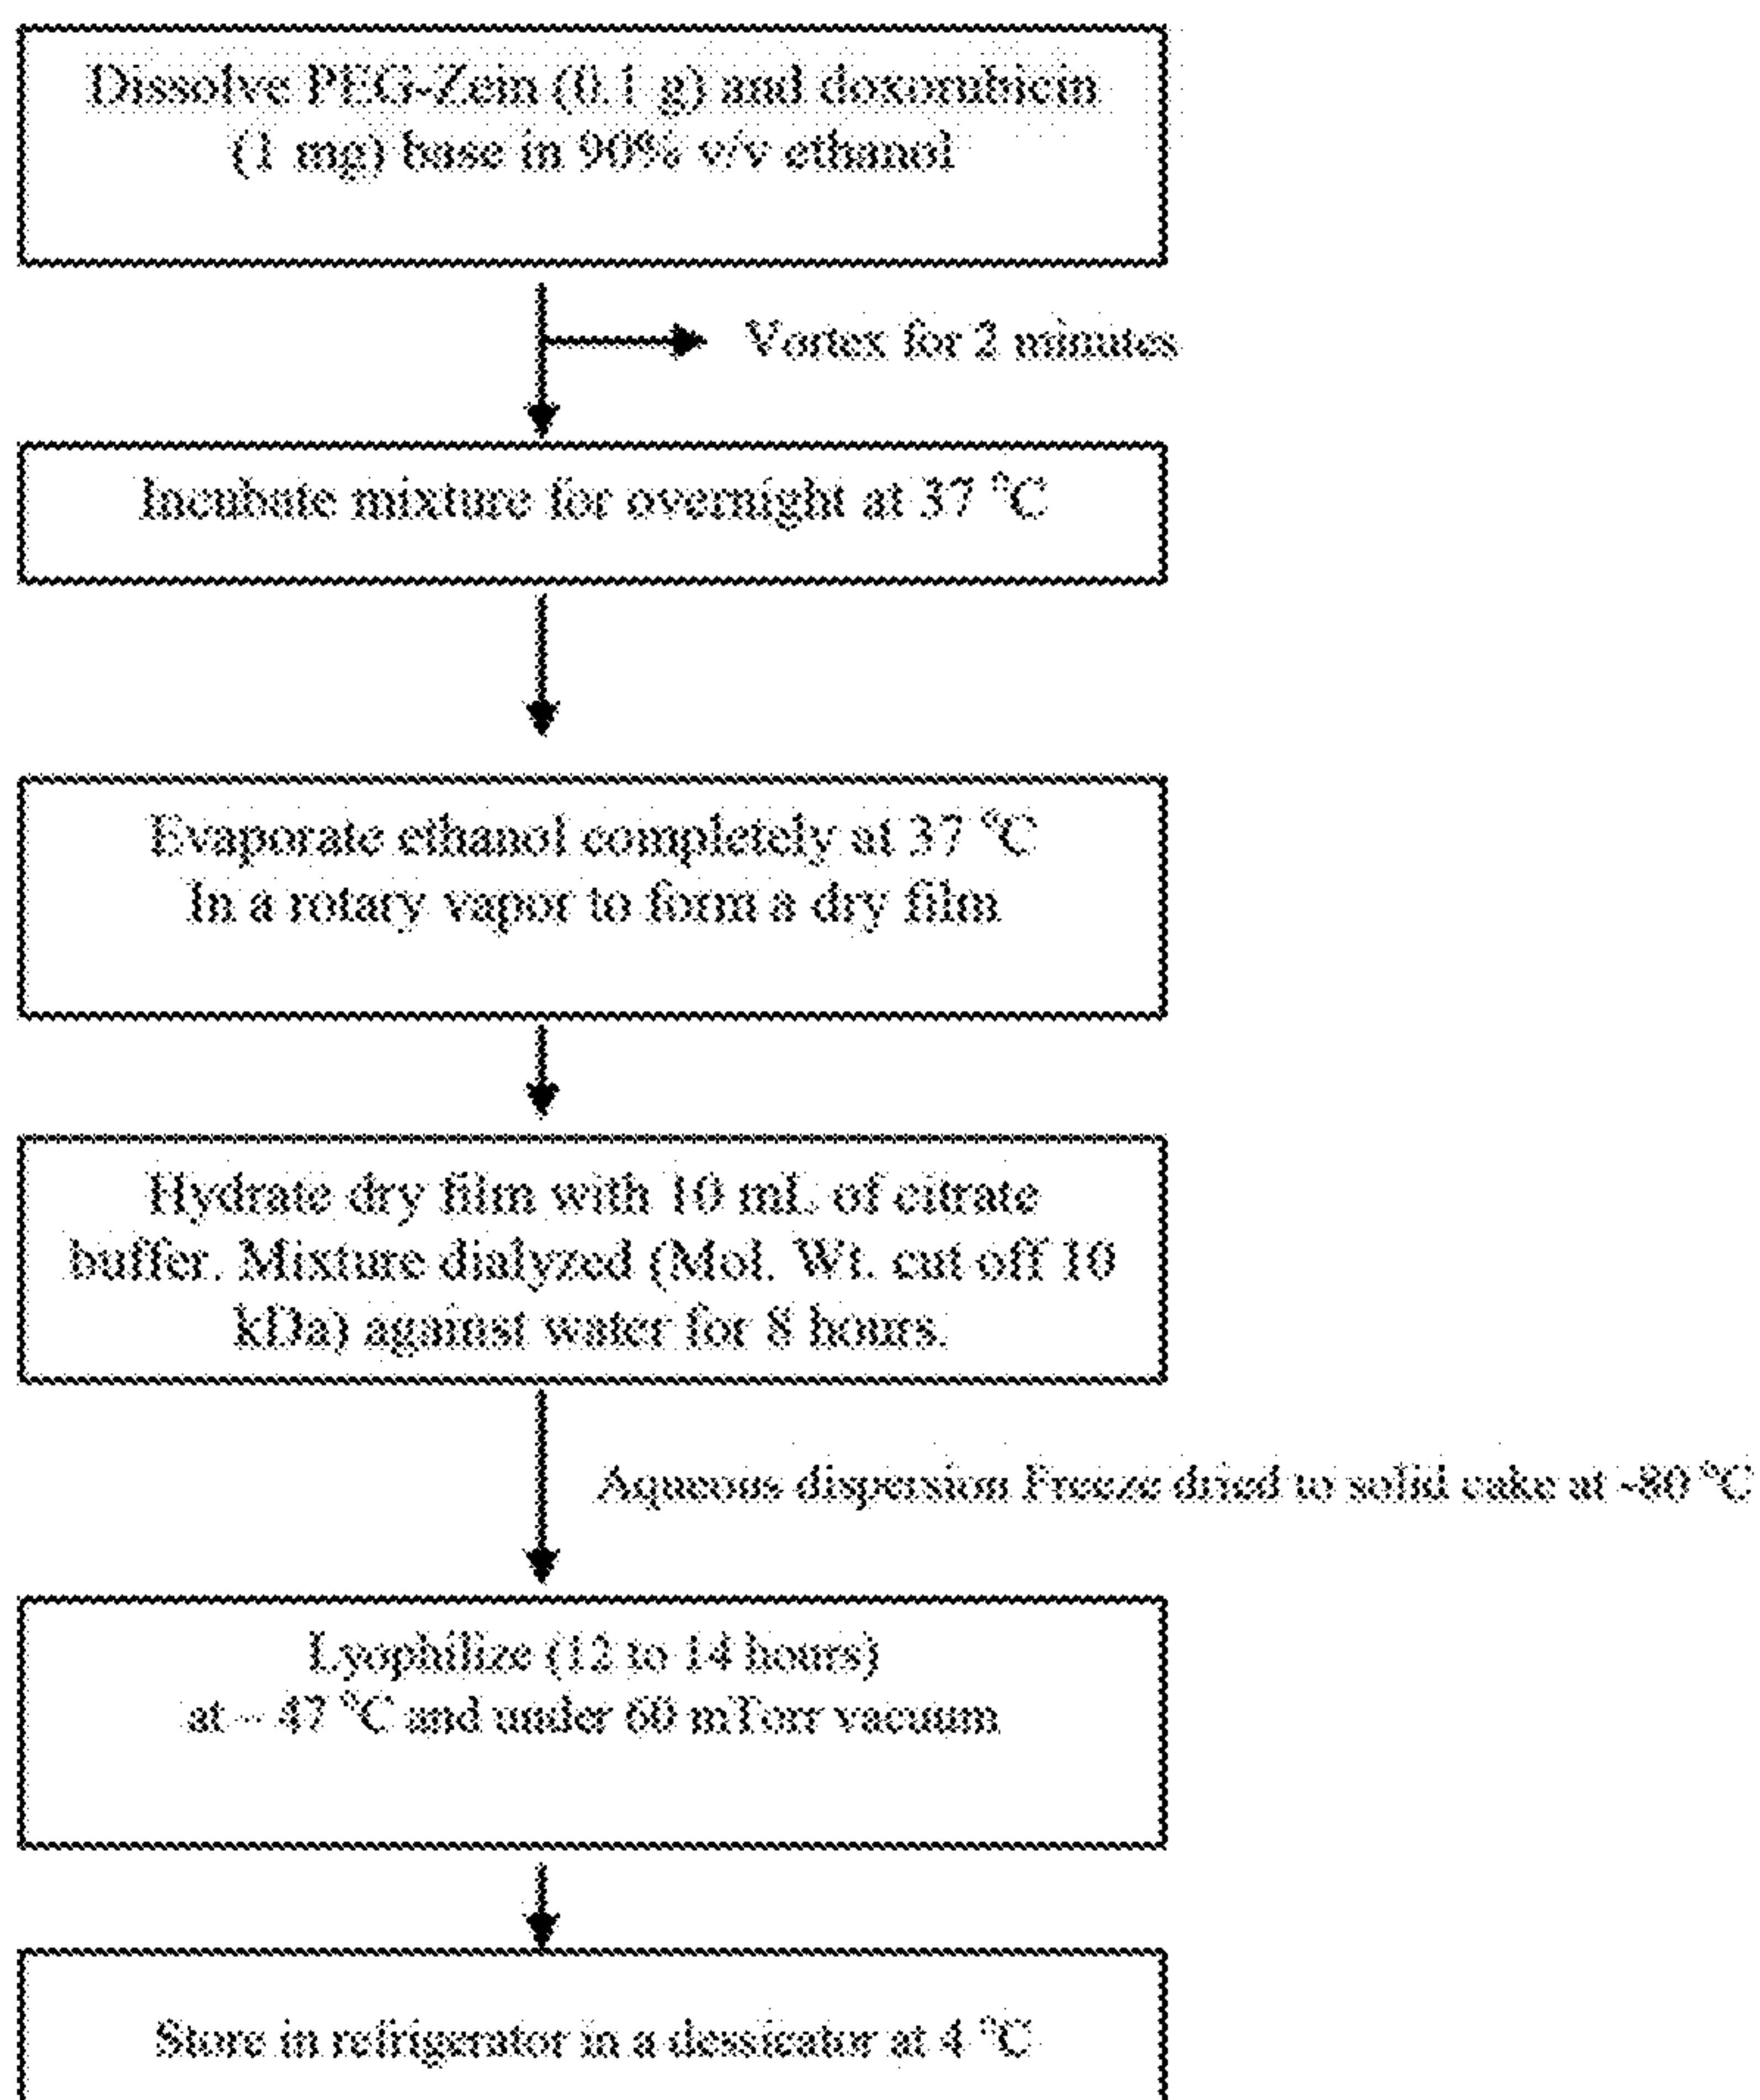 Dissolve PEG-Zein (0.1 g) and doxorubicin
(1 mg) base in 90% v/v ethanol
Vortex for 2 minutes
Incubate mixture for overnight at 37 °C
Evaporate ethanol completely at 37 °C
In a rotary vapor to form a dry film
Hydrate dry film with 10 mL of citrate
buffer. Mixture dialyzed (Mol. Wt. cut off 10
kDa) against water for 8 hours.
Aqueous dispersion Freeze dried to solid cake at -80 °C
Lyophilize (12 to 14 hours)
at – 47 °C and under 60 mTorr vacuum
Store in refrigerator in a dessicator at 4 °C